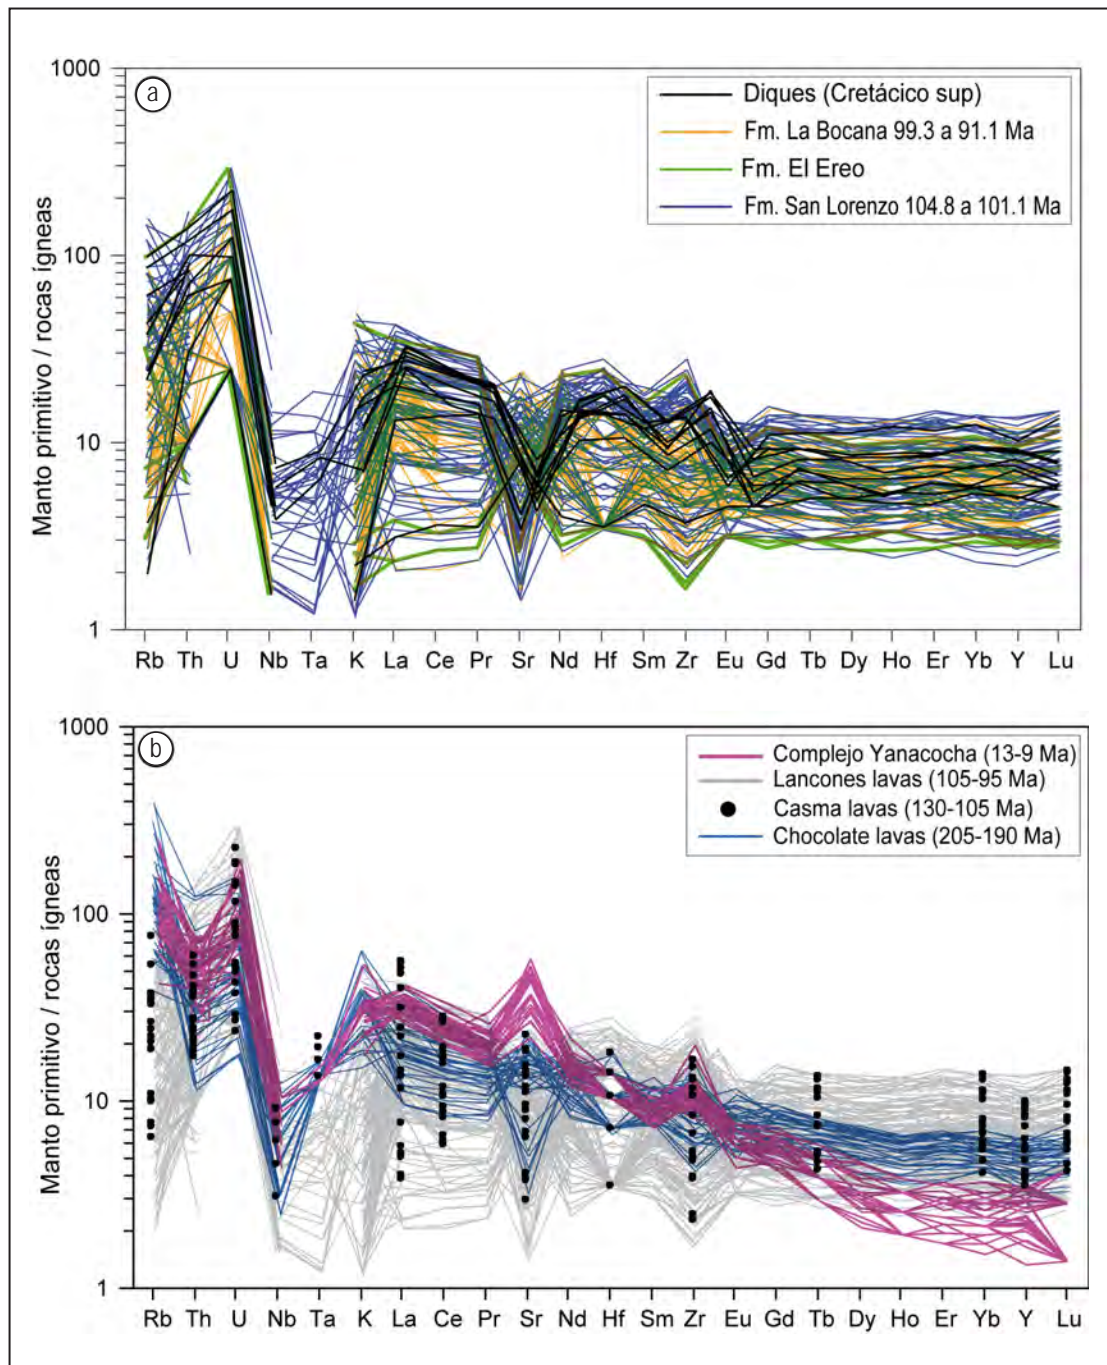 a
1000
100
10
1
Manto primitivo / rocas ígneas
Diques (Cretácico sup)
Fm. La Bocana 99.3 a 91.1 Ma
Fm. El Ereo
Fm. San Lorenzo 104.8 a 101.1 Ma
Rb Th U Nb Ta K La Ce Pr Sr Nd Hf Sm Zr Eu Gd Tb Dy Ho Er Yb Y Lu
b
1000
100
10
1
Manto primitivo / rocas ígneas
Complejo Yanacocha (13-9 Ma)
Lancones lavas (105-95 Ma)
Casma lavas (130-105 Ma)
Chocolate lavas (205-190 Ma)
Rb Th U Nb Ta K La Ce Pr Sr Nd Hf Sm Zr Eu Gd Tb Dy Ho Er Yb Y Lu